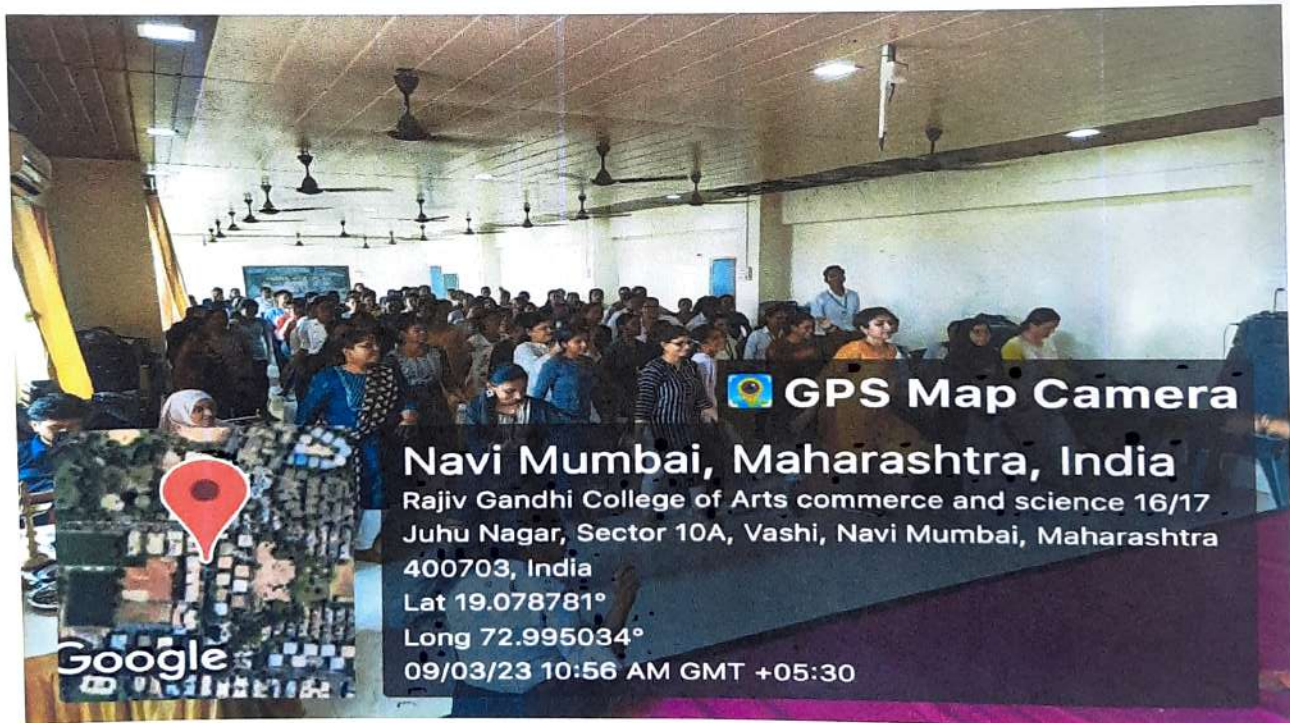 GPS Map Camera
Navi Mumbai, Maharashtra, India
Rajiv Gandhi College of Arts commerce and science 16/17
Juhu Nagar, Sector 10A, Vashi, Navi Mumbai, Maharashtra
400703, India
Lat 19.078781°
Long 72.995034°
09/03/23 10:56 AM GMT +05:30
Google